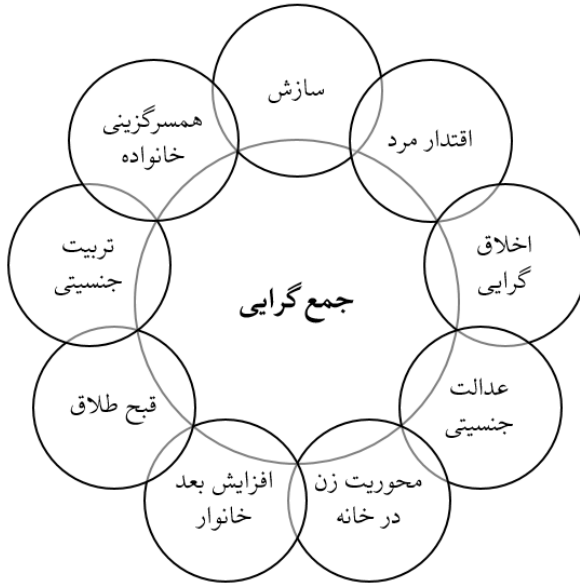 سازش
اقتدار مرد
اخلاق
گرایی
عدالت
جنسیتی
محوریت زن
در خانه
افزایش بعد
خانوار
قبح طلاق
تربیت
جنسیتی
همسرگزینی
خانواده
جمع گرایی